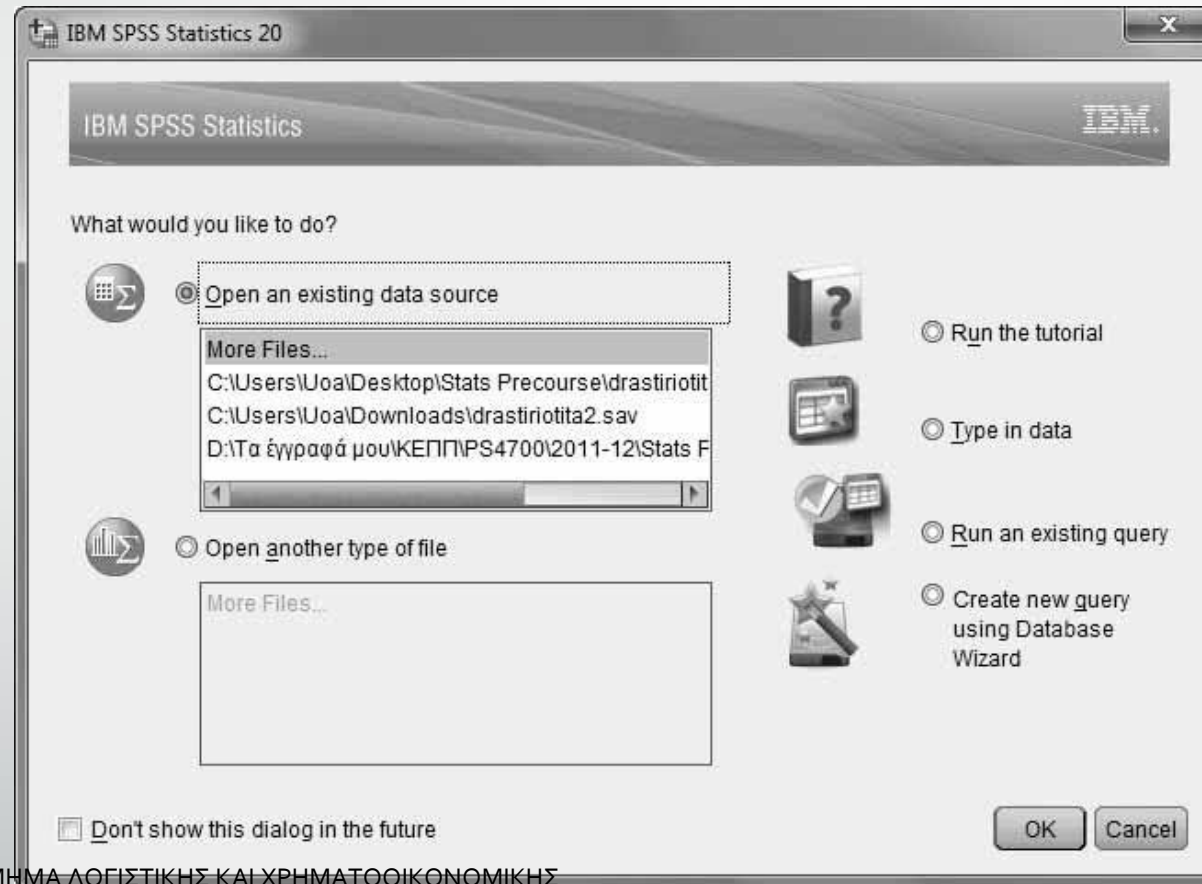 IBM SPSS Statistics 20
IBM SPSS Statistics
IBM.
What would you like to do?
Open an existing data source
More Files...
C:\Users\Uoa\Desktop\Stats Precourse\drastiriotit
C:\Users\Uoa\Downloads\drastiriotita2.sav
D:\Τα έγγραφά μου\ΚΕΠΠ\PS4700\2011-12\Stats F
Open another type of file
More Files...
Run the tutorial
Type in data
Run an existing query
Create new query
using Database
Wizard
Don't show this dialog in the future
OK
Cancel
ΜΗΜΑ ΛΟΓΙΣΤΙΚΗΣ ΚΑΙ ΧΡΗΜΑΤΟΟΙΚΟΝΟΜΙΚΗΣ